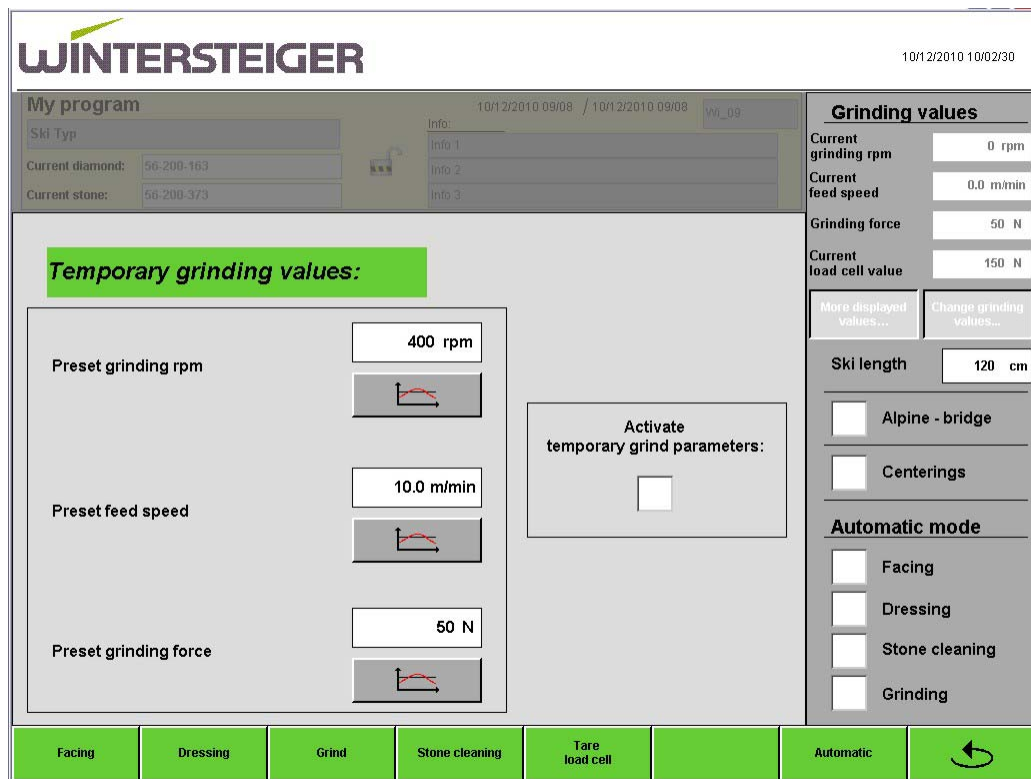 WINTERSTEIGER
10/12/2010 10/02/30
My program
10/12/2010 09/08 / 10/12/2010 09/08
Wi_09
Ski Typ
Info:
Info 1
Current diamond: 56-200-163
Info 2
Current stone: 56-200-373
Info 3
Temporary grinding values:
Preset grinding rpm
400 rpm
Preset feed speed
10.0 m/min
Preset grinding force
50 N
Activate
temporary grind parameters:
Grinding values
Current
grinding rpm
0 rpm
Current
feed speed
0.0 m/min
Grinding force
50 N
Current
load cell value
150 N
More displayed
values...
Change grinding
values...
Ski length
120 cm
Alpine - bridge
Centerings
Automatic mode
Facing
Dressing
Stone cleaning
Grinding
Facing
Dressing
Grind
Stone cleaning
Tare
load cell
Automatic